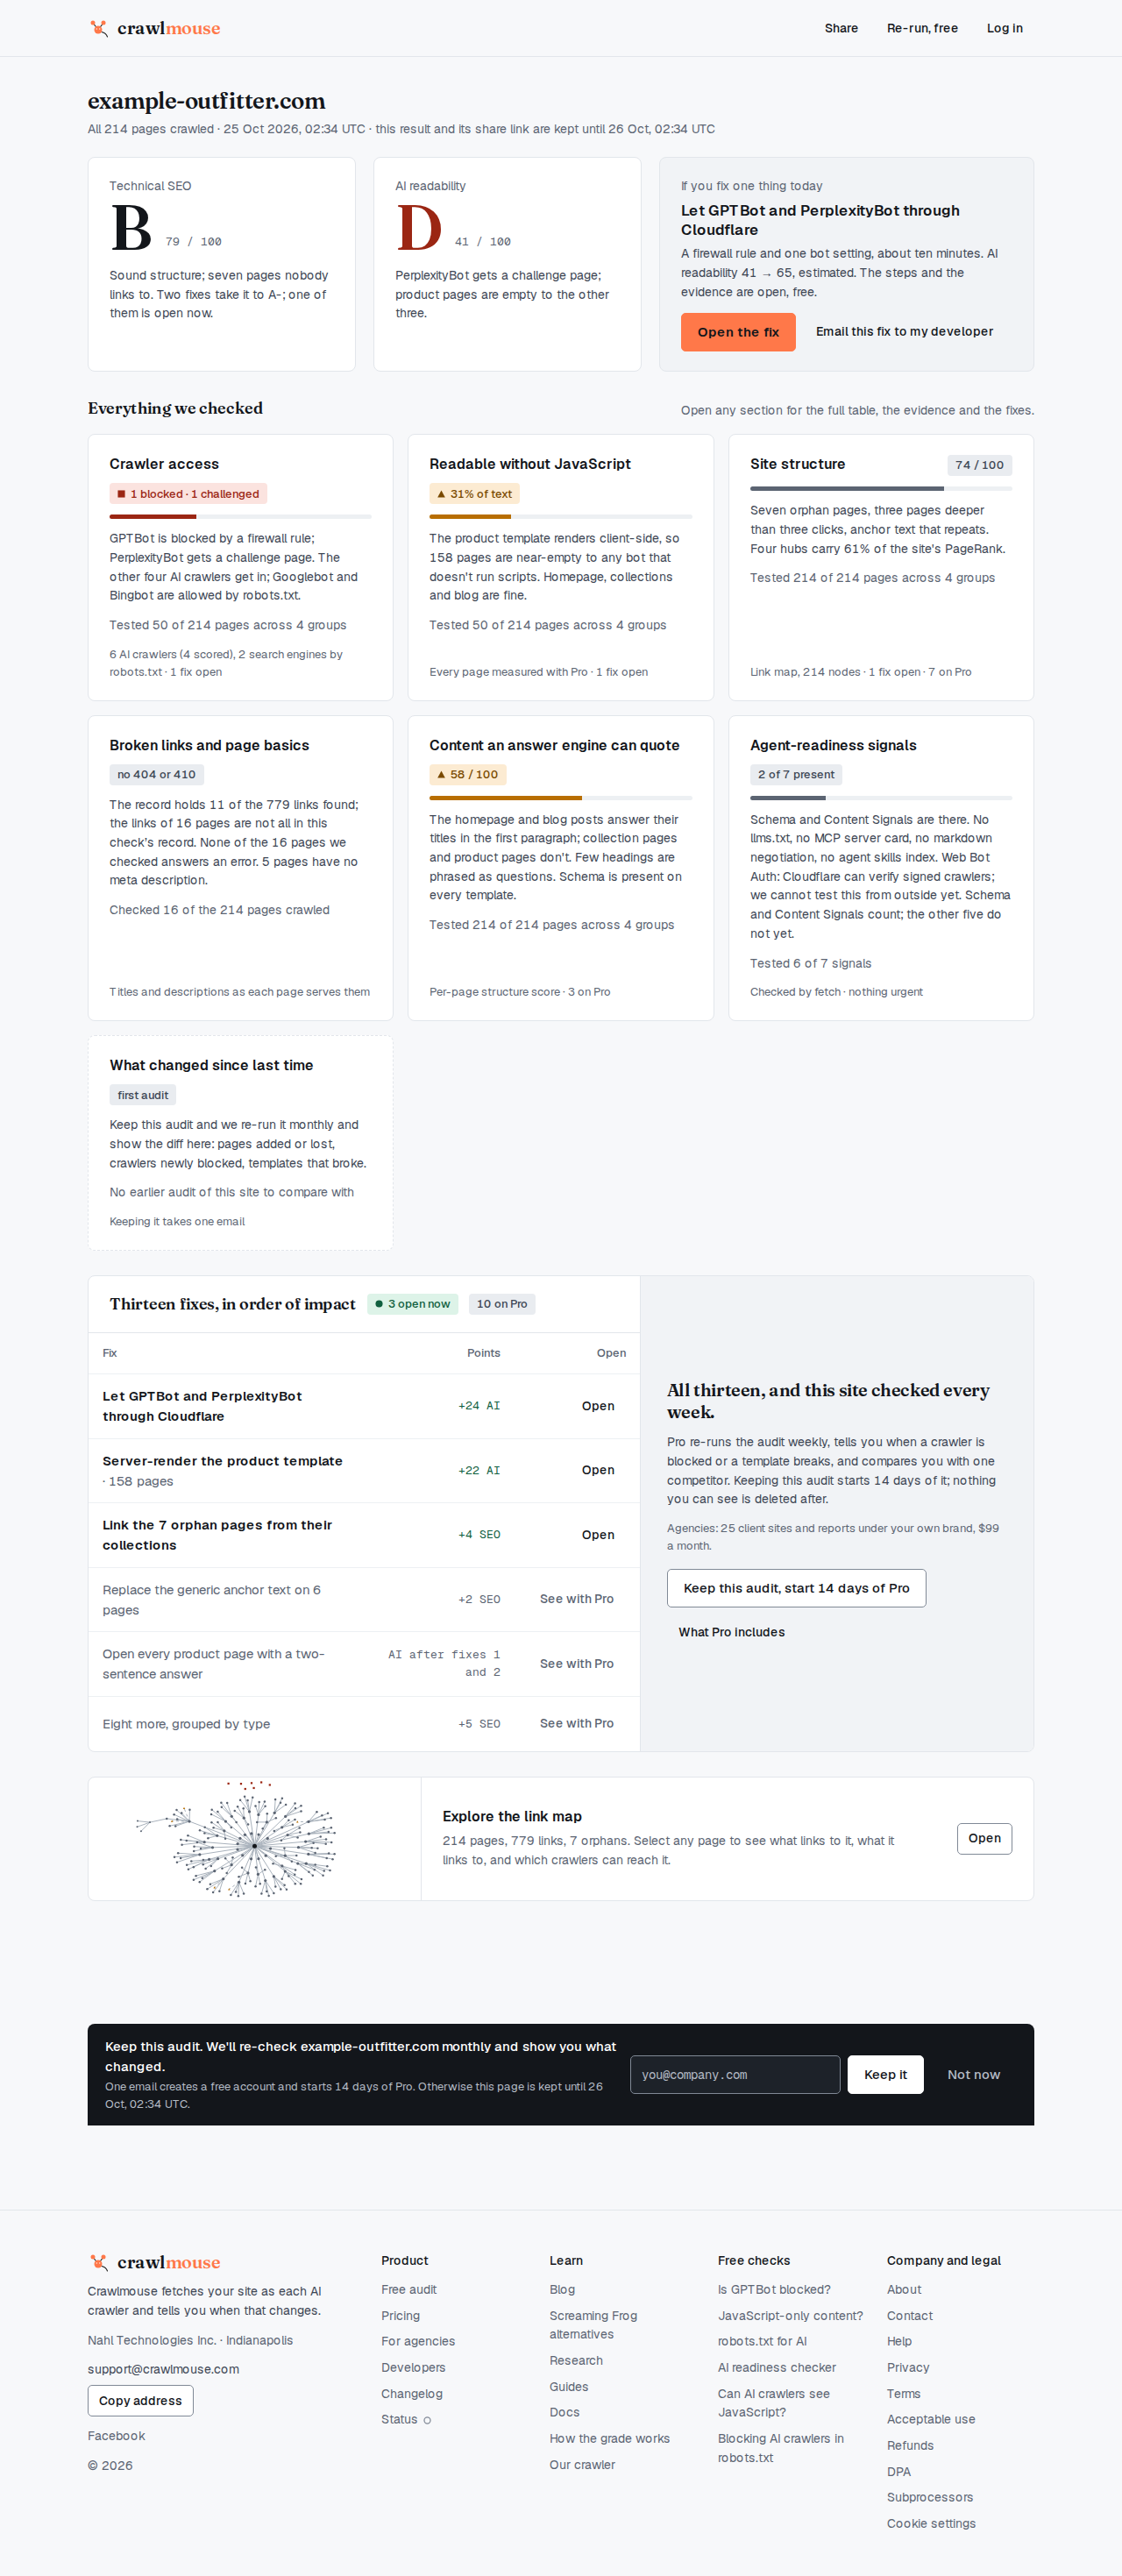 crawlmouse
Share
Re-run, free
Log in
example-outfitter.com
All 214 pages crawled · 25 Oct 2026, 02:34 UTC · this result and its share link are kept until 26 Oct, 02:34 UTC
Technical SEO
B 79 / 100
Sound structure; seven pages nobody
links to. Two fixes take it to A-; one of
them is open now.
AI readability
D 41 / 100
PerplexityBot gets a challenge page;
product pages are empty to the other
three.
If you fix one thing today
Let GPTBot and PerplexityBot through
Cloudflare
A firewall rule and one bot setting, about ten minutes. AI
readability 41 → 65, estimated. The steps and the
evidence are open, free.
Open the fix
Email this fix to my developer
Everything we checked
Open any section for the full table, the evidence and the fixes.
Crawler access
1 blocked · 1 challenged
GPTBot is blocked by a firewall rule;
PerplexityBot gets a challenge page. The
other four AI crawlers get in; Googlebot and
Bingbot are allowed by robots.txt.
Tested 50 of 214 pages across 4 groups
6 AI crawlers (4 scored), 2 search engines by
robots.txt · 1 fix open
Readable without JavaScript
31% of text
The product template renders client-side, so
158 pages are near-empty to any bot that
doesn't run scripts. Homepage, collections
and blog are fine.
Tested 50 of 214 pages across 4 groups
Every page measured with Pro · 1 fix open
Site structure
74 / 100
Seven orphan pages, three pages deeper
than three clicks, anchor text that repeats.
Four hubs carry 61% of the site's PageRank.
Tested 214 of 214 pages across 4 groups
Link map, 214 nodes · 1 fix open · 7 on Pro
Broken links and page basics
no 404 or 410
The record holds 11 of the 779 links found;
the links of 16 pages are not all in this
check's record. None of the 16 pages we
checked answers an error. 5 pages have no
meta description.
Checked 16 of the 214 pages crawled
Titles and descriptions as each page serves them
Content an answer engine can quote
58 / 100
The homepage and blog posts answer their
titles in the first paragraph; collection pages
and product pages don't. Few headings are
phrased as questions. Schema is present on
every template.
Tested 214 of 214 pages across 4 groups
Per-page structure score · 3 on Pro
Agent-readiness signals
2 of 7 present
Schema and Content Signals are there. No
llms.txt, no MCP server card, no markdown
negotiation, no agent skills index. Web Bot
Auth: Cloudflare can verify signed crawlers;
we cannot test this from outside yet. Schema
and Content Signals count; the other five do
not yet.
Tested 6 of 7 signals
Checked by fetch · nothing urgent
What changed since last time
first audit
Keep this audit and we re-run it monthly and
show the diff here: pages added or lost,
crawlers newly blocked, templates that broke.
No earlier audit of this site to compare with
Keeping it takes one email
Thirteen fixes, in order of impact
3 open now
10 on Pro
Fix Points Open
Let GPTBot and PerplexityBot
through Cloudflare
+24 AI
Open
Server-render the product template
· 158 pages
+22 AI
Open
Link the 7 orphan pages from their
collections
+4 SEO
Open
Replace the generic anchor text on 6
pages
+2 SEO
See with Pro
Open every product page with a two-
sentence answer
AI after fixes 1
and 2
See with Pro
Eight more, grouped by type
+5 SEO
See with Pro
All thirteen, and this site checked every
week.
Pro re-runs the audit weekly, tells you when a crawler is
blocked or a template breaks, and compares you with one
competitor. Keeping this audit starts 14 days of it; nothing
you can see is deleted after.
Agencies: 25 client sites and reports under your own brand, $99
a month.
Keep this audit, start 14 days of Pro
What Pro includes
Explore the link map
214 pages, 779 links, 7 orphans. Select any page to see what links to it, what it
links to, and which crawlers can reach it.
Open
Keep this audit. We'll re-check example-outfitter.com monthly and show you what
changed.
One email creates a free account and starts 14 days of Pro. Otherwise this page is kept until 26
Oct, 02:34 UTC.
you@company.com
Keep it
Not now
crawlmouse
Crawlmouse fetches your site as each AI
crawler and tells you when that changes.
Nahl Technologies Inc. · Indianapolis
support@crawlmouse.com
Copy address
Facebook
© 2026
Product
Free audit
Pricing
For agencies
Developers
Changelog
Status
Learn
Blog
Screaming Frog
alternatives
Research
Guides
Docs
How the grade works
Our crawler
Free checks
Is GPTBot blocked?
JavaScript-only content?
robots.txt for AI
AI readiness checker
Can AI crawlers see
JavaScript?
Blocking AI crawlers in
robots.txt
Company and legal
About
Contact
Help
Privacy
Terms
Acceptable use
Refunds
DPA
Subprocessors
Cookie settings